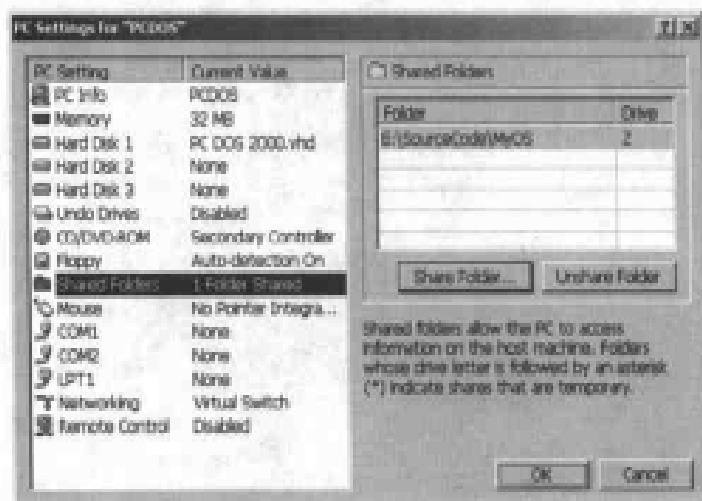 PC Settings for "PCDOS"
PC Setting Current Value
PC Info PCDOS
Memory 32 MB
Hard Disk 1 PC DOS 2000.vhd
Hard Disk 2 None
Hard Disk 3 None
Undo Drives Disabled
CD/DVD-ROM Secondary Controller
Floppy Auto-detection On
Shared Folders 1 Folder Shared
Mouse No Pointer Integra...
COM1 None
COM2 None
LPT1 None
Networking Virtual Switch
Remote Control Disabled
Shared Folders
Folder Drive
E:\SourceCode\MyOS Z
Share Folder... Unshare Folder
Shared folders allow the PC to access
information on the host machine. Folders
whose drive letter is followed by an asterisk
(*) indicate shares that are temporary.
OK Cancel